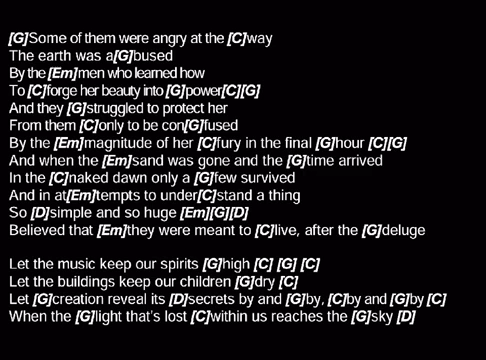 [G]Some of them were angry at the [C]way
The earth was a[G]bused
By the [Em]men who learned how
To [C]forge her beauty into [G]power[C][G]
And they [G]struggled to protect her
From them [C]only to be con[G]fused
By the [Em]magnitude of her [C]fury in the final [G]hour [C][G]
And when the [Em]sand was gone and the [G]time arrived
In the [C]naked dawn only a [G]few survived
And in at[Em]tempts to under[C]stand a thing
So [D]simple and so huge [Em][G][D]
Believed that [Em]they were meant to [C]live, after the [G]deluge
Let the music keep our spirits [G]high [C] [G] [C]
Let the buildings keep our children [G]dry [C]
Let [G]creation reveal its [D]secrets by and [G]by, [C]by and [G]by [C]
When the [G]light that's lost [C]within us reaches the [G]sky [D]